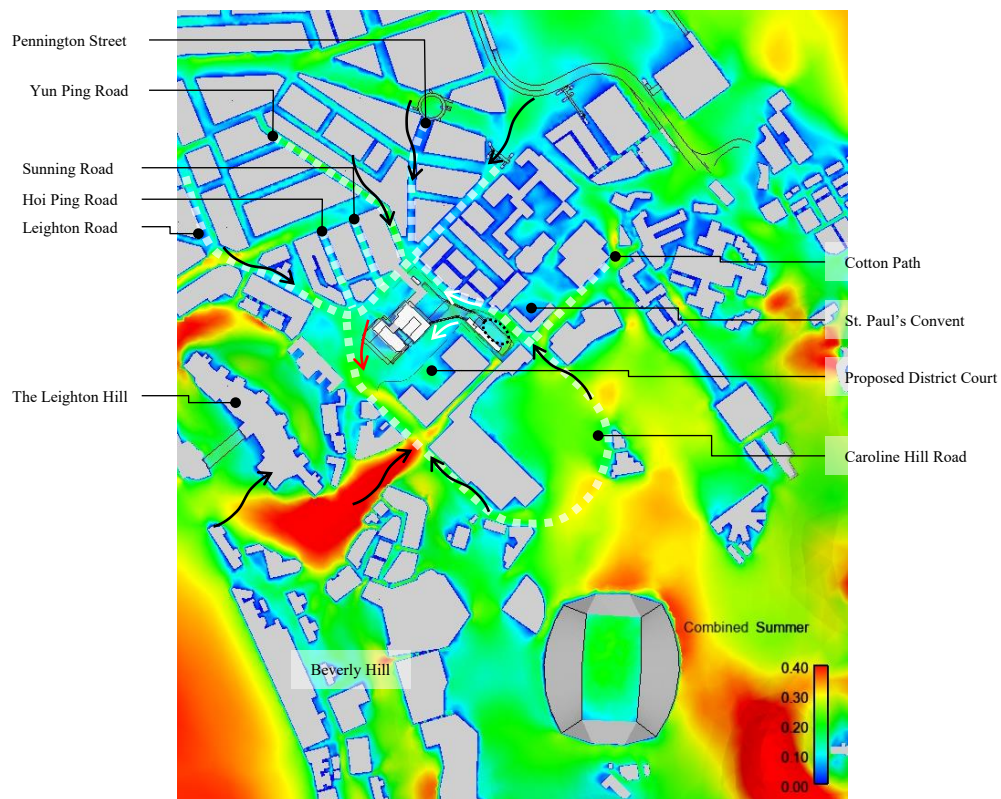 Pennington Street
Yun Ping Road
Sunning Road
Hoi Ping Road
Leighton Road
Cotton Path
St. Paul's Convent
The Leighton Hill
Proposed District Court
Caroline Hill Road
Combined Summer
Beverly Hill
0.40
0.30
0.20
0.10
0.00